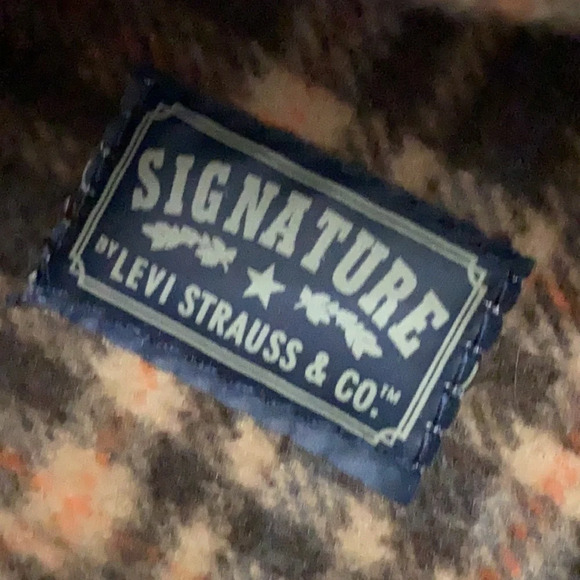 SIGNATURE
BY LEVI STRAUSS & CO.™